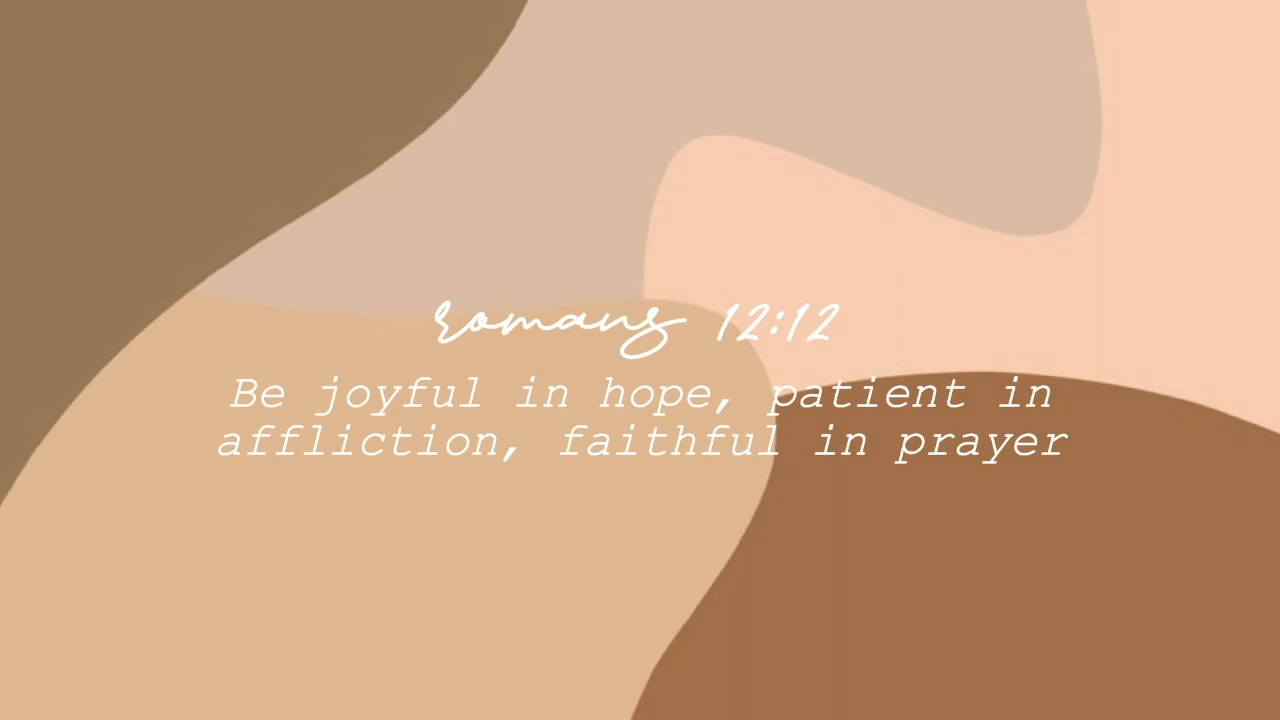 romans 12:12
Be joyful in hope, patient in
affliction, faithful in prayer